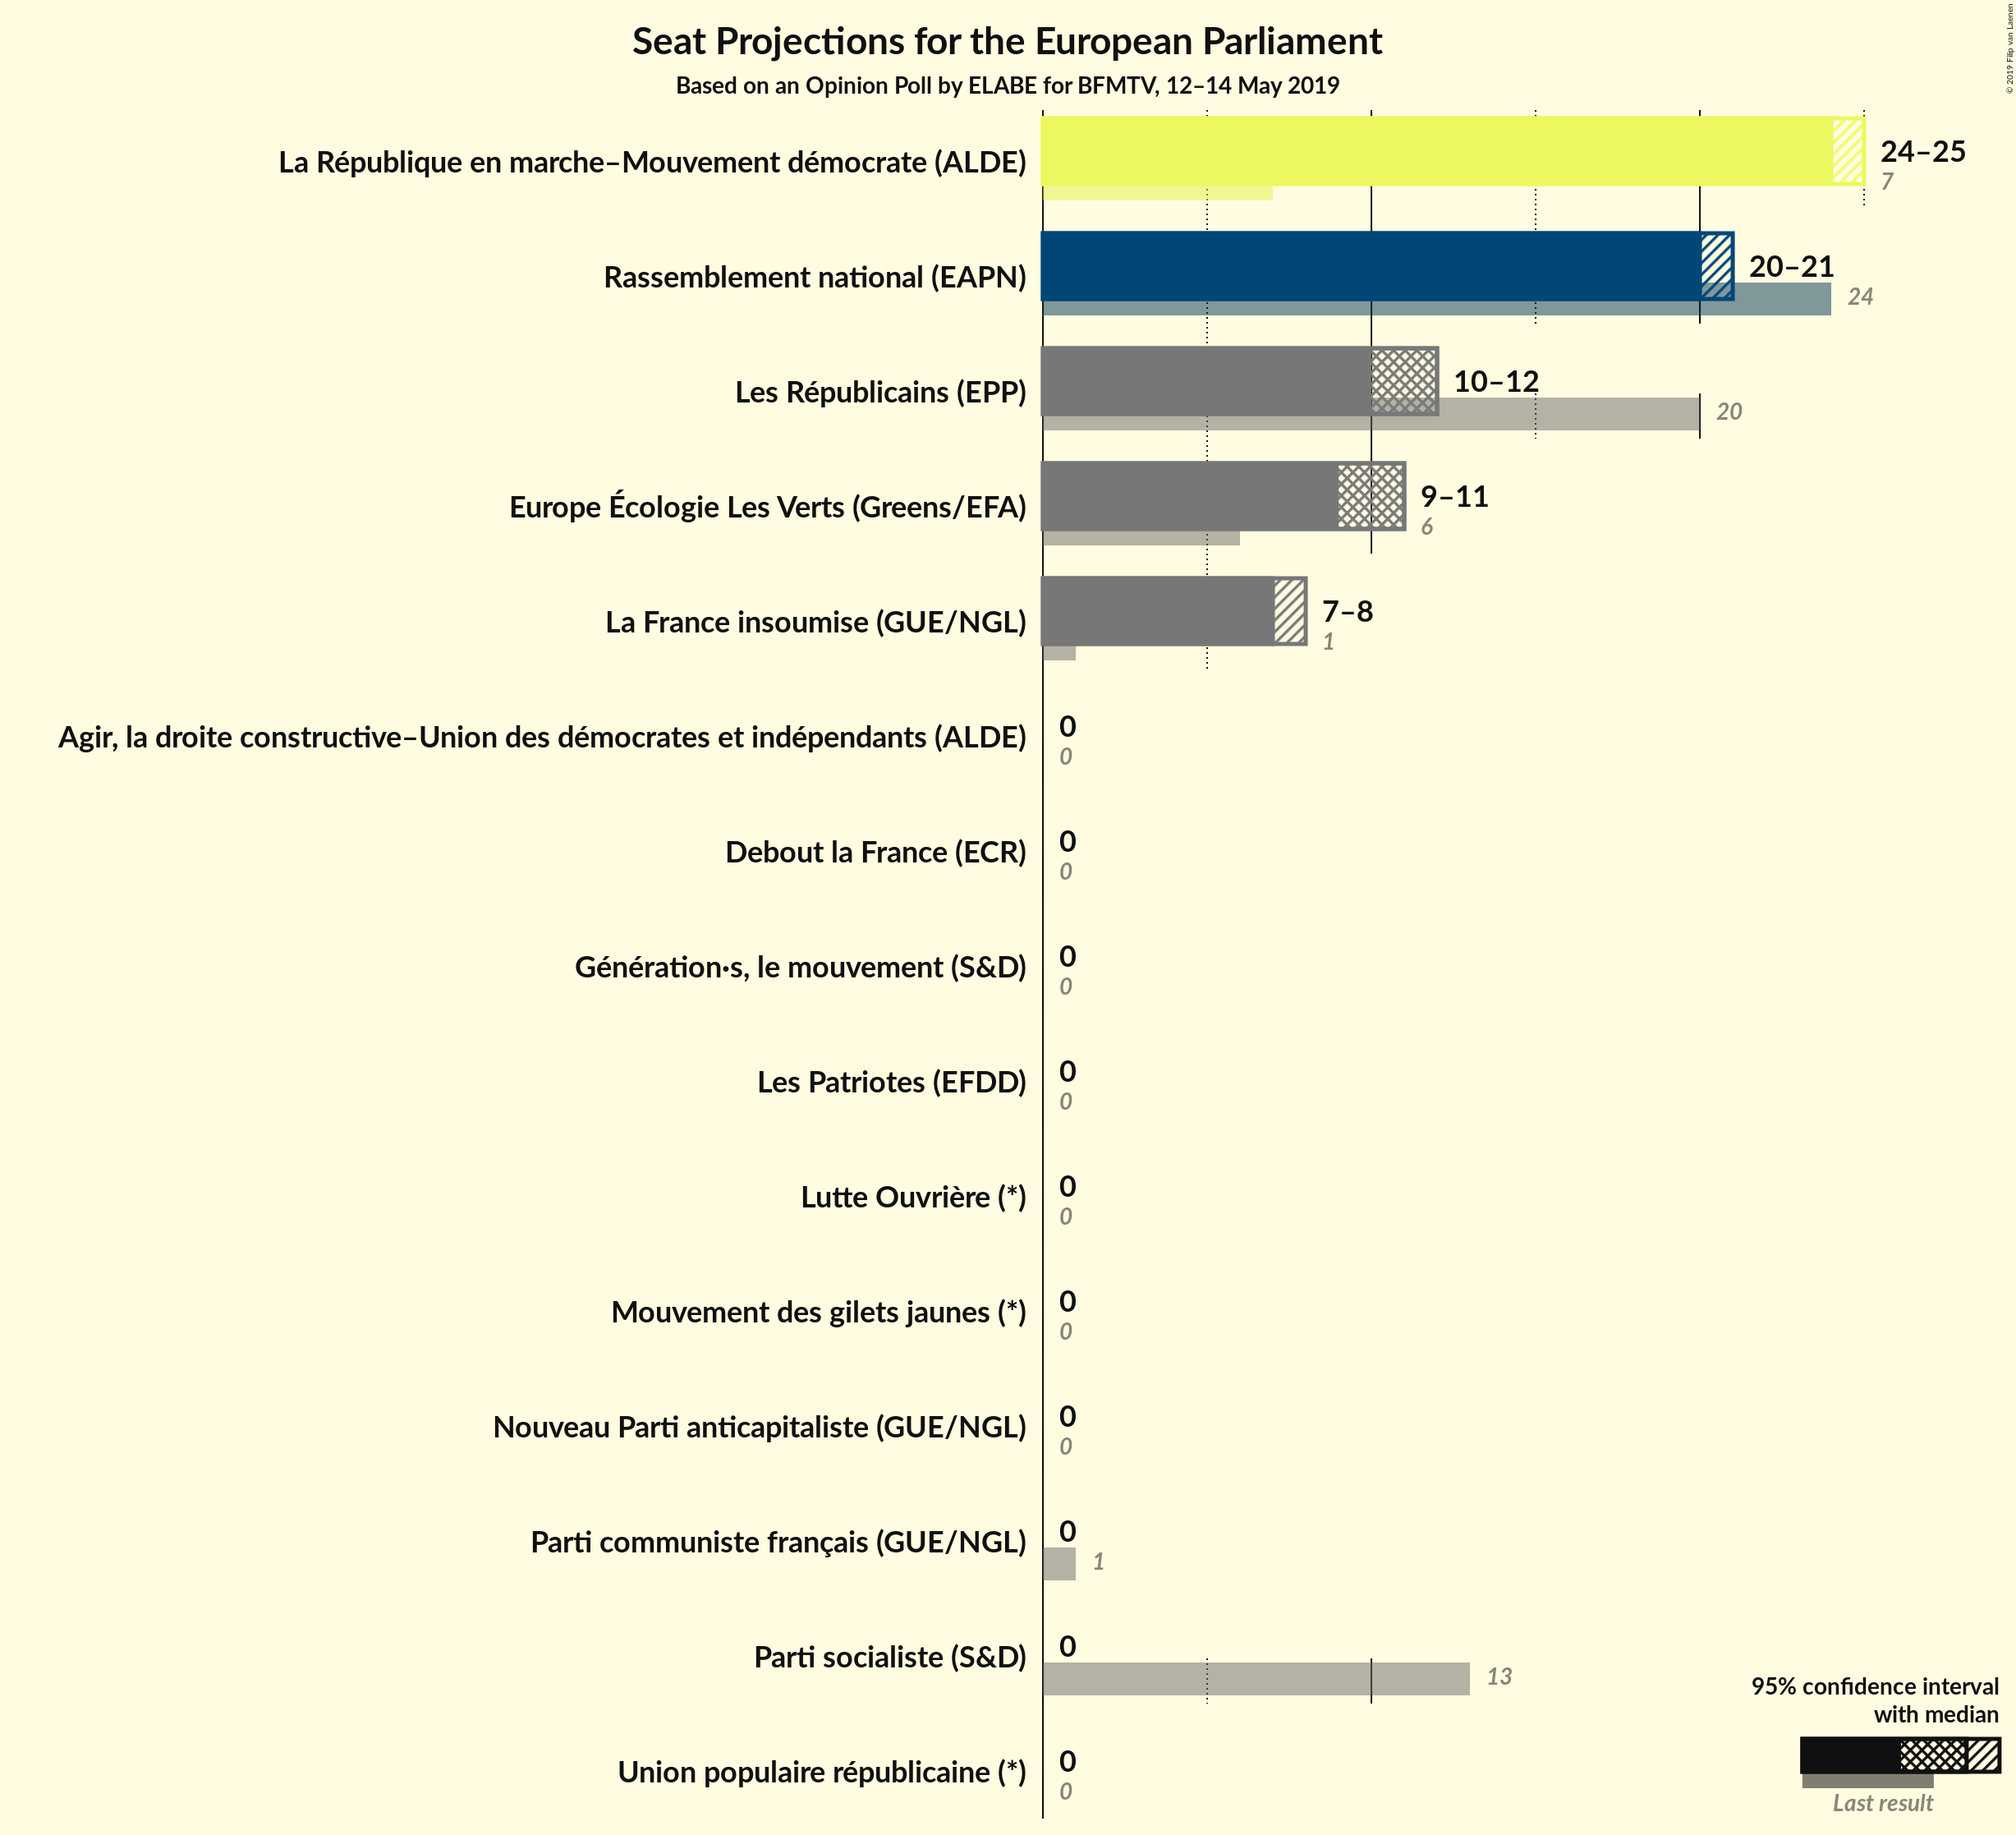 Seat Projections for the European Parliament
Based on an Opinion Poll by ELABE for BFMTV, 12–14 May 2019
© 2019 Filip van Laenen
La République en marche–Mouvement démocrate (ALDE)
24–25
7
Rassemblement national (EAPN)
20–21
24
Les Républicains (EPP)
10–12
20
Europe Écologie Les Verts (Greens/EFA)
9–11
6
La France insoumise (GUE/NGL)
7–8
1
Agir, la droite constructive–Union des démocrates et indépendants (ALDE)
0
0
Debout la France (ECR)
0
0
Génération·s, le mouvement (S&D)
0
0
Les Patriotes (EFDD)
0
0
Lutte Ouvrière (*)
0
0
Mouvement des gilets jaunes (*)
0
0
Nouveau Parti anticapitaliste (GUE/NGL)
0
0
Parti communiste français (GUE/NGL)
0
1
Parti socialiste (S&D)
0
13
Union populaire républicaine (*)
0
0
95% confidence interval
with median
Last result